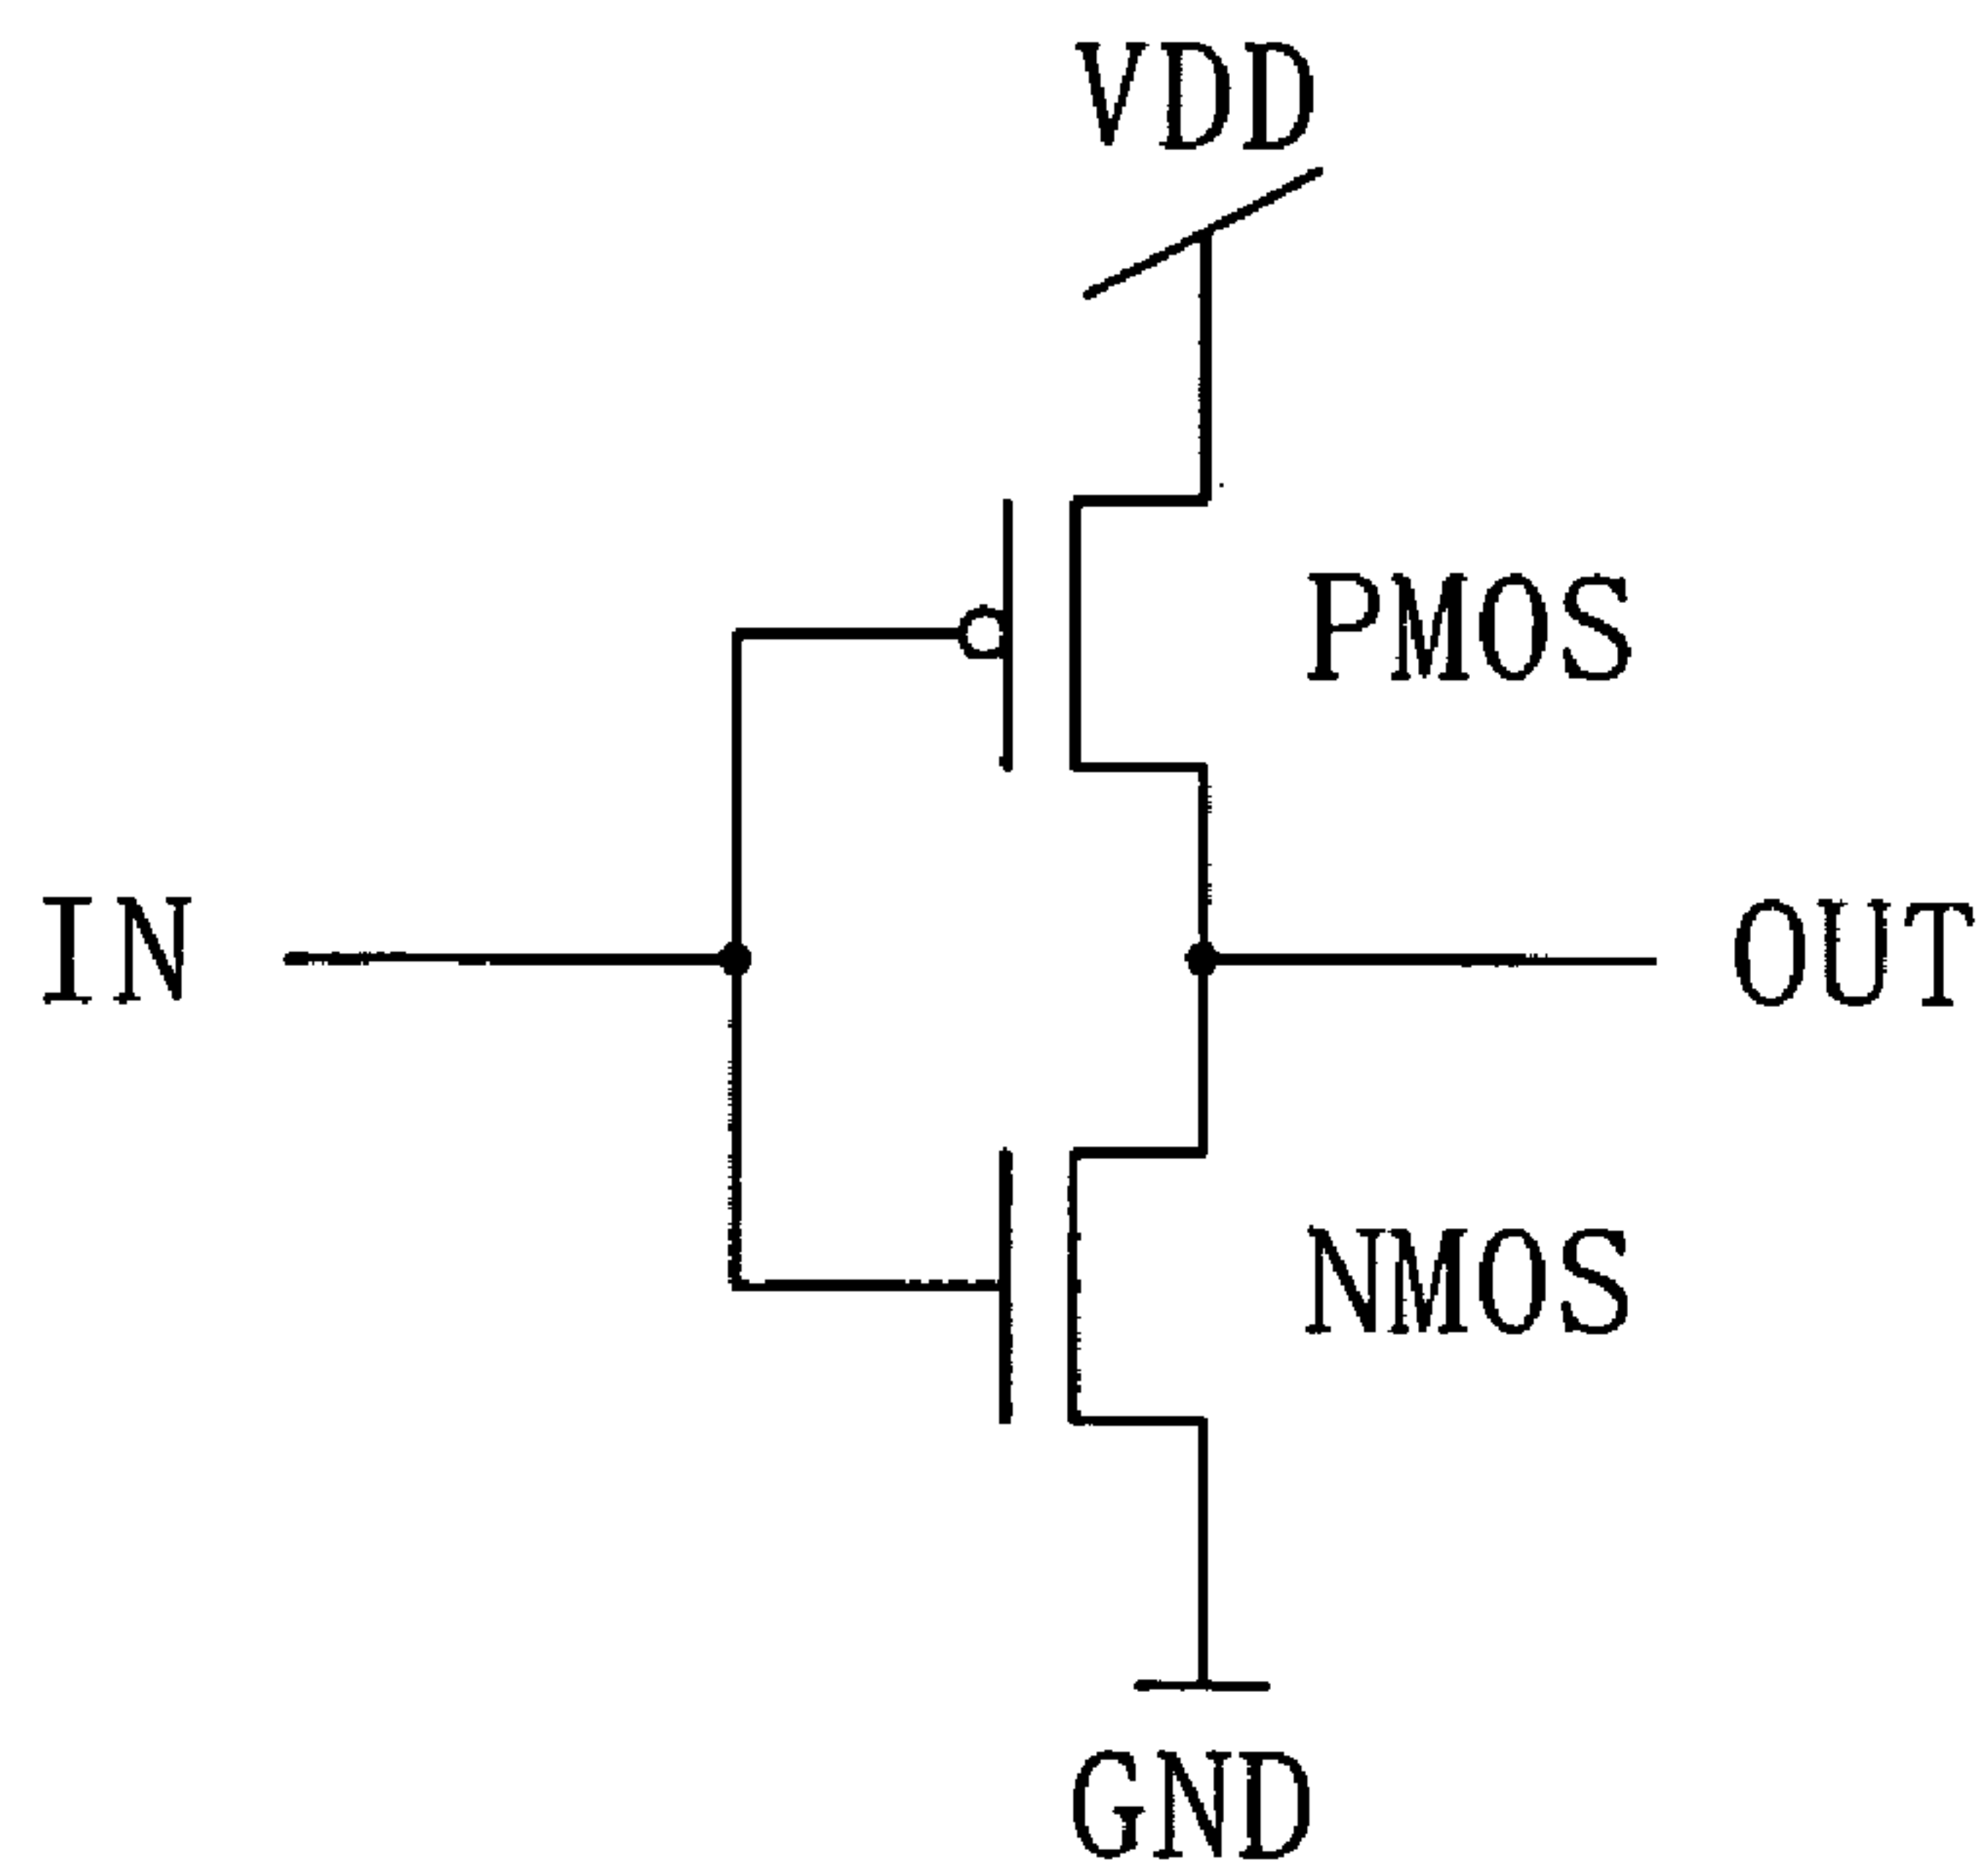 VDD
PMOS
IN
OUT
NMOS
GND